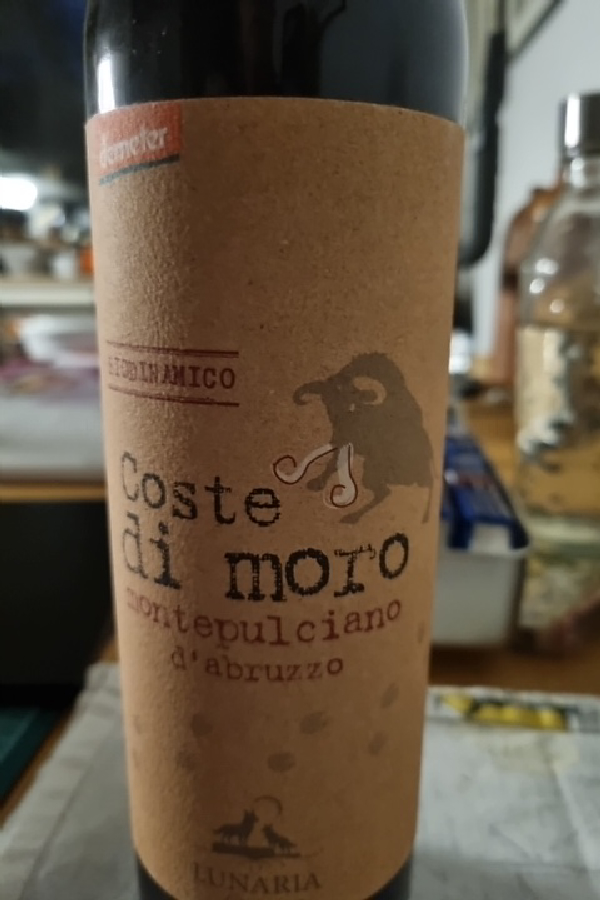 demeter
BIODINAMICO
Coste
di moro
montepulciano
d'abruzzo
LUNARIA